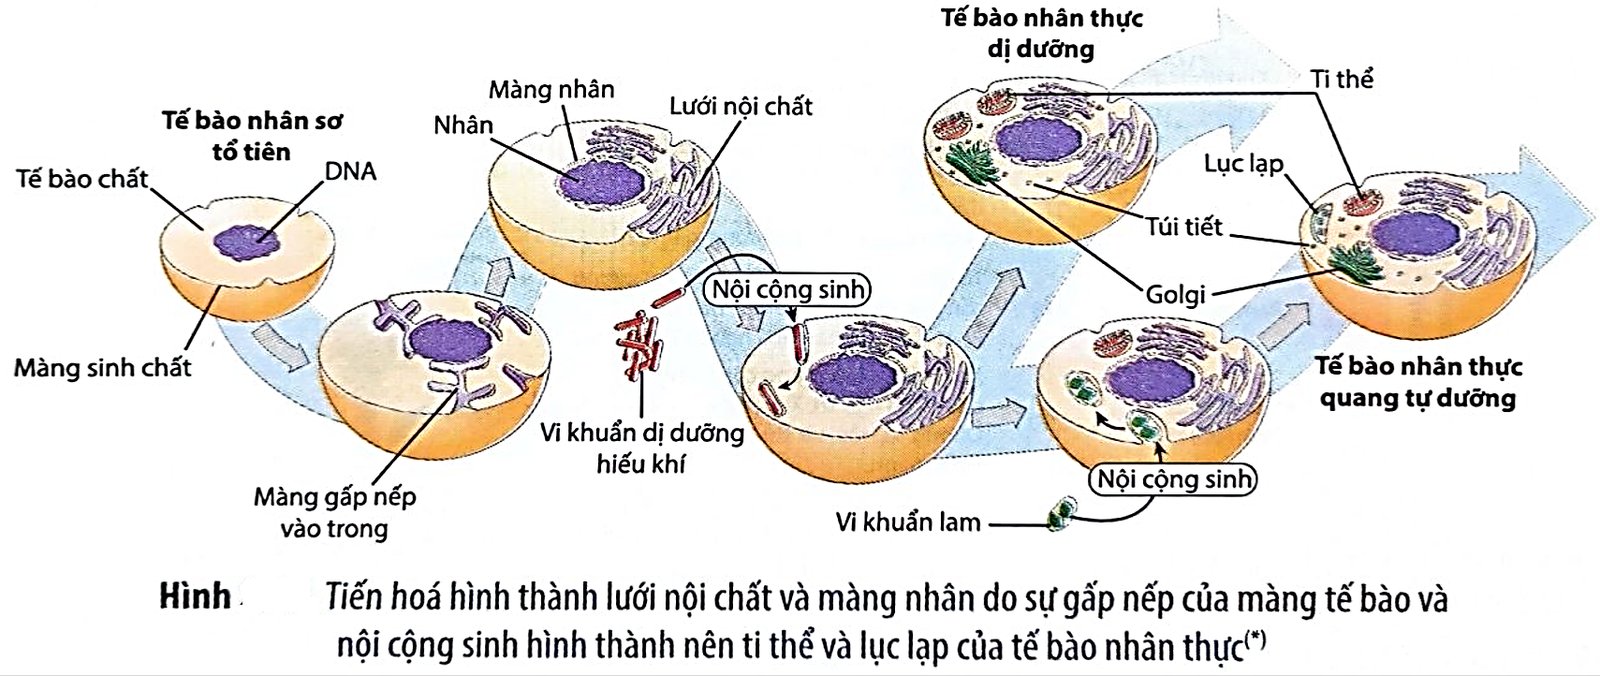 Tế bào nhân thực
dị dưỡng
Ti thể
Màng nhân
Lưới nội chất
Tế bào nhân sơ
tổ tiên
Nhân
Tế bào chất
DNA
Lục lạp
Túi tiết
Nội cộng sinh
Golgi
Màng sinh chất
Tế bào nhân thực
quang tự dưỡng
Vi khuẩn dị dưỡng
hiếu khí
Màng gấp nếp
vào trong
Nội cộng sinh
Vi khuẩn lam
Hình Tiến hoá hình thành lưới nội chất và màng nhân do sự gấp nếp của màng tế bào và
nội cộng sinh hình thành nên ti thể và lục lạp của tế bào nhân thực(*)